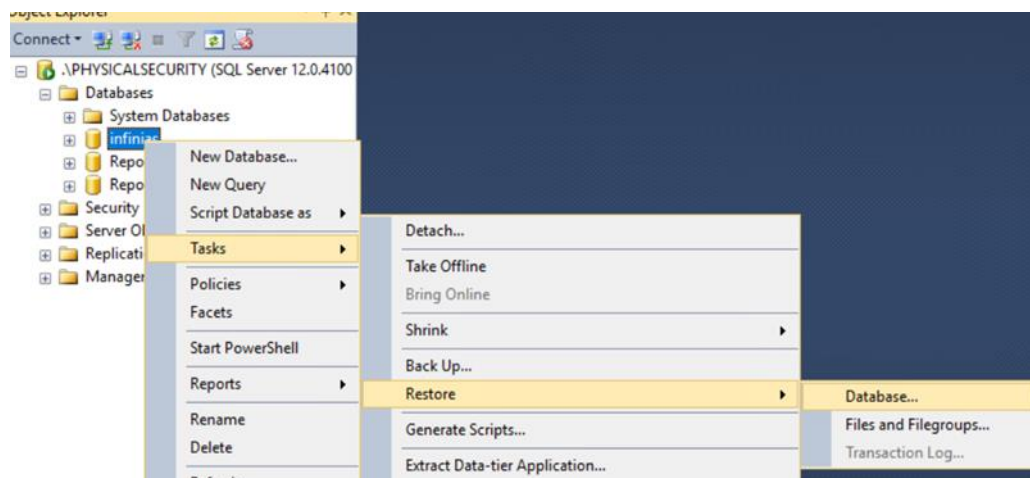 Object Explorer
Connect
.\PHYSICALSECURITY (SQL Server 12.0.4100
Databases
System Databases
infinias
Repo
Repo
Security
Server Ol
Replicati
Manager
New Database...
New Query
Script Database as
Tasks
Policies
Facets
Start PowerShell
Reports
Rename
Delete
Detach...
Take Offline
Bring Online
Shrink
Back Up...
Restore
Generate Scripts...
Extract Data-tier Application...
Database...
Files and Filegroups...
Transaction Log...